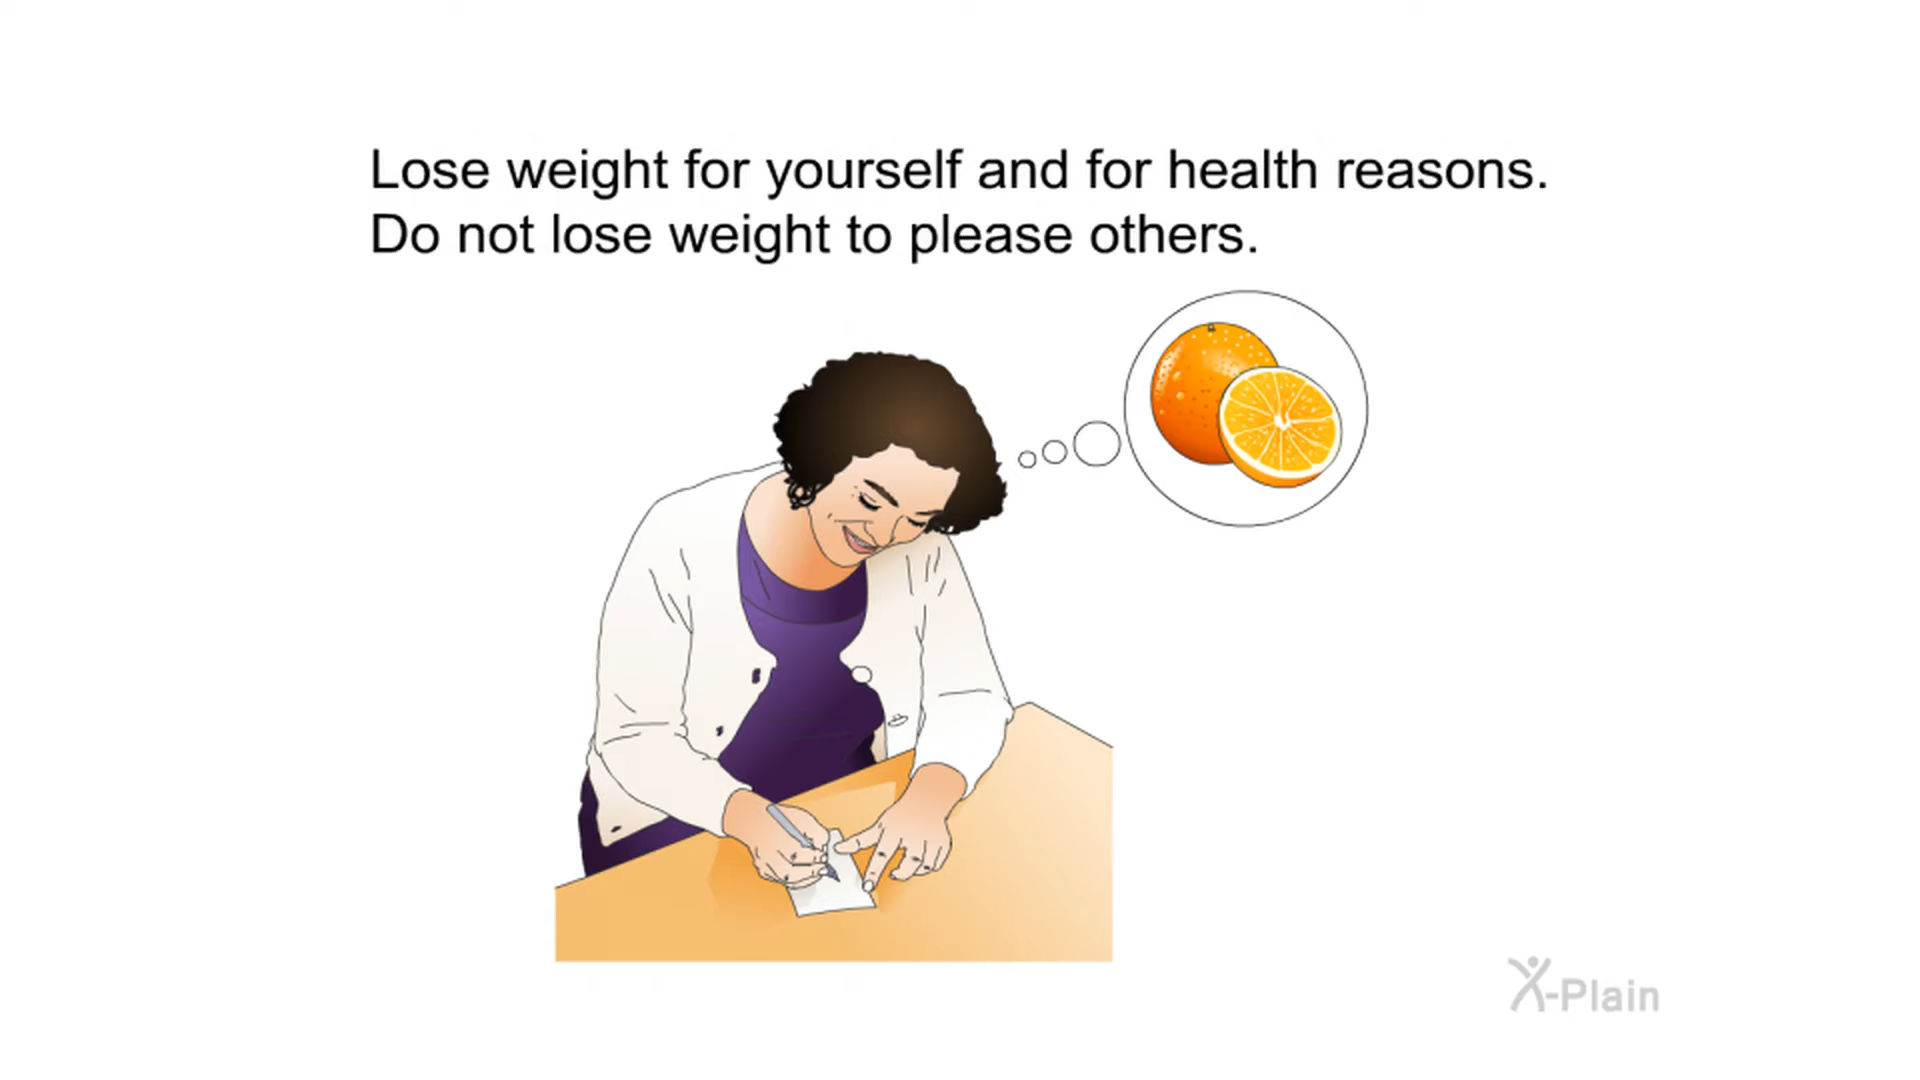 Lose weight for yourself and for health reasons.
Do not lose weight to please others.
X-Plain